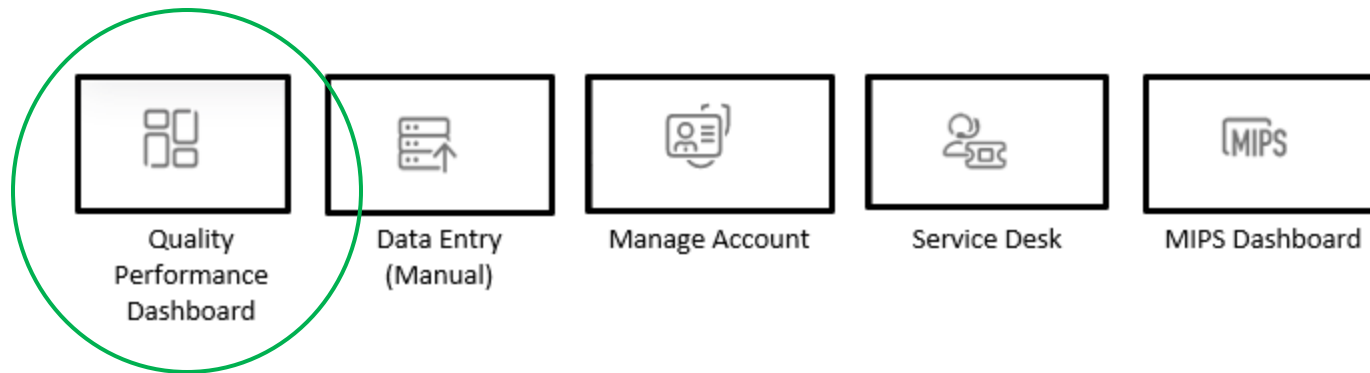 MIPS
Quality
Performance
Dashboard
Data Entry
(Manual)
Manage Account
Service Desk
MIPS Dashboard